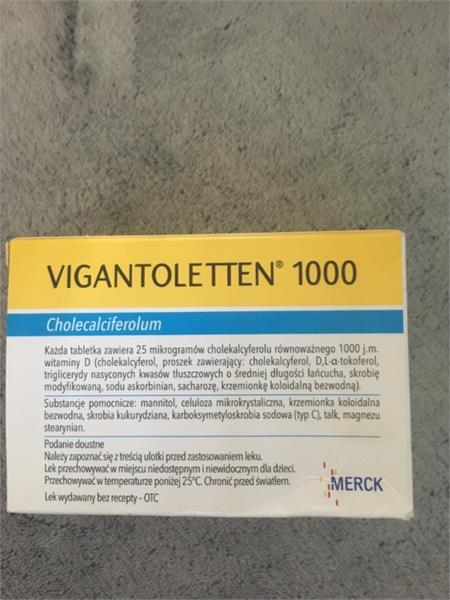 VIGANTOLETTEN® 1000
Cholecalciferolum
Każda tabletka zawiera 25 mikrogramów cholekalcyferolu równoważnego 1000 j.m.
witaminy D (cholekalcyferol, proszek zawierający: cholekalcyferol, D,L-α-tokoferol,
triglicerydy nasyconych kwasów tłuszczowych o średniej długości łańcucha, skrobię
modyfikowaną, sodu askorbinian, sacharozę, krzemionkę koloidalną bezwodną).
Substancje pomocnicze: mannitol, celuloza mikrokrystaliczna, krzemionka koloidalna
bezwodna, skrobia kukurydziana, karboksymetyloskrobia sodowa (typ C), talk, magnezu
stearynian.
Podanie doustne
Należy zapoznać się z treścią ulotki przed zastosowaniem leku.
Lek przechowywać w miejscu niedostępnym i niewidocznym dla dzieci.
Przechowywać w temperaturze poniżej 25°C. Chronić przed światłem.
Lek wydawany bez recepty - OTC
MERCK